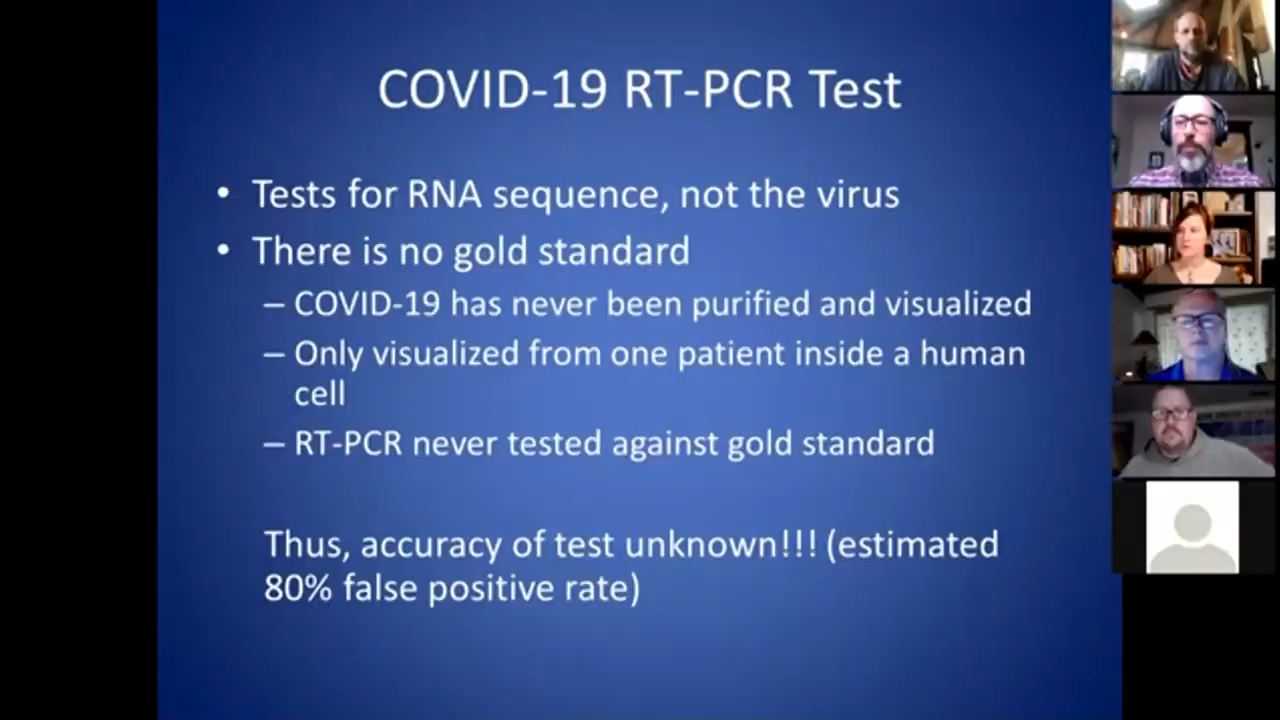 COVID-19 RT-PCR Test
• Tests for RNA sequence, not the virus
• There is no gold standard
– COVID-19 has never been purified and visualized
– Only visualized from one patient inside a human
cell
– RT-PCR never tested against gold standard
Thus, accuracy of test unknown!!! (estimated
80% false positive rate)